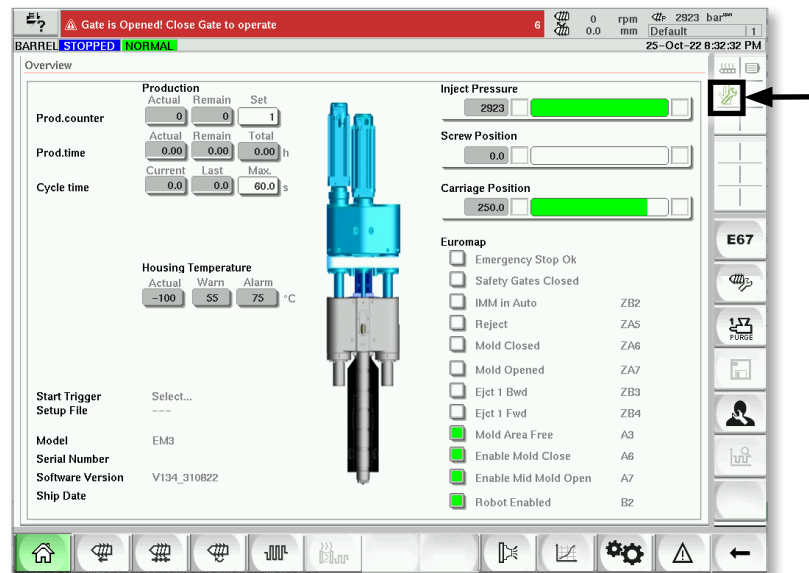 Gate is Opened! Close Gate to operate 6 0 rpm 2923 bar
0.0 mm Default 1
BARREL STOPPED NORMAL 25-Oct-22 8:32:32 PM
Overview
Production
Actual Remain Set
Prod.counter 0 0 1
Actual Remain Total
Prod.time 0.00 0.00 0.00 h
Current Last Max.
Cycle time 0.0 0.0 60.0 s
Housing Temperature
Actual Warn Alarm
-100 55 75 °C
Start Trigger Select...
Setup File ---
Model EM3
Serial Number
Software Version V134_310822
Ship Date
Inject Pressure
2923
Screw Position
0.0
Carriage Position
250.0
Euromap
Emergency Stop Ok
Safety Gates Closed
IMM in Auto ZB2
Reject ZA5
Mold Closed ZA6
Mold Opened ZA7
Ejct 1 Bwd ZB3
Ejct 1 Fwd ZB4
Mold Area Free A3
Enable Mold Close A6
Enable Mid Mold Open A7
Robot Enabled B2
E67
PURGE